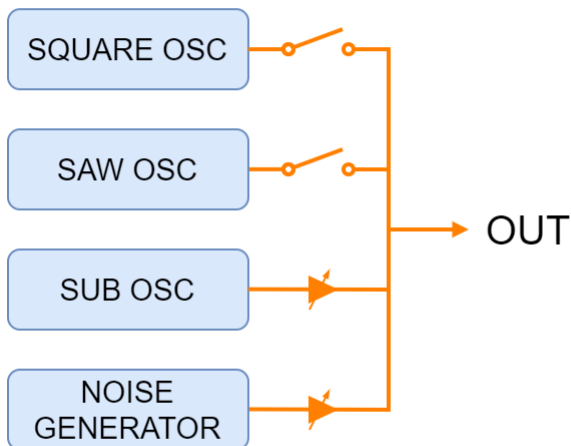 SQUARE OSC
SAW OSC
OUT
SUB OSC
NOISE
GENERATOR